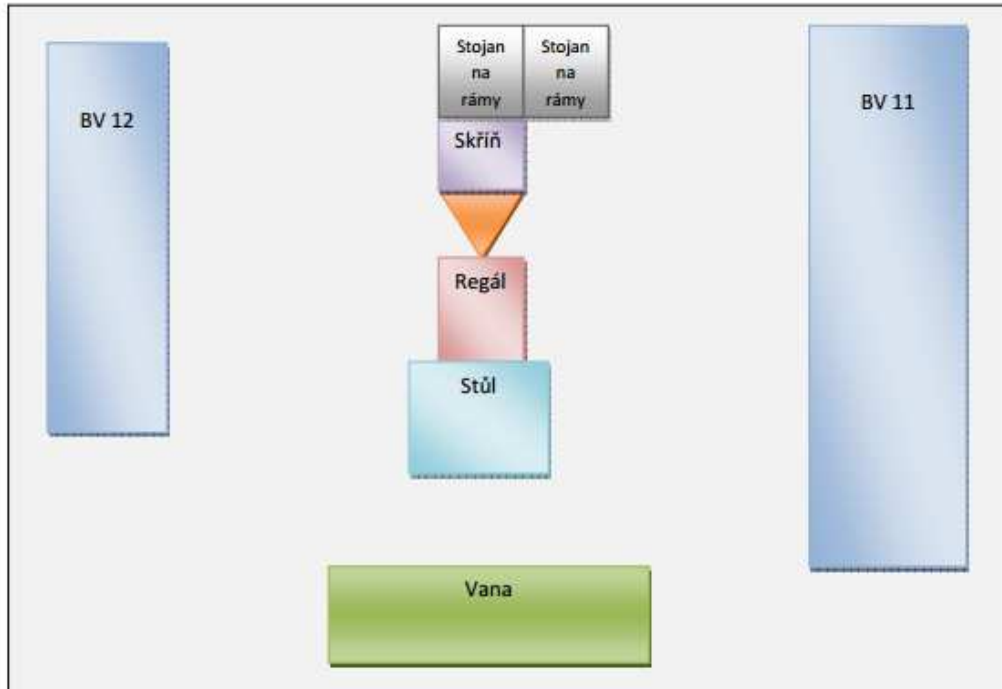 Stojan
na
rámy
Stojan
na
rámy
BV 12
BV 11
Skříň
Regál
Stůl
Vana